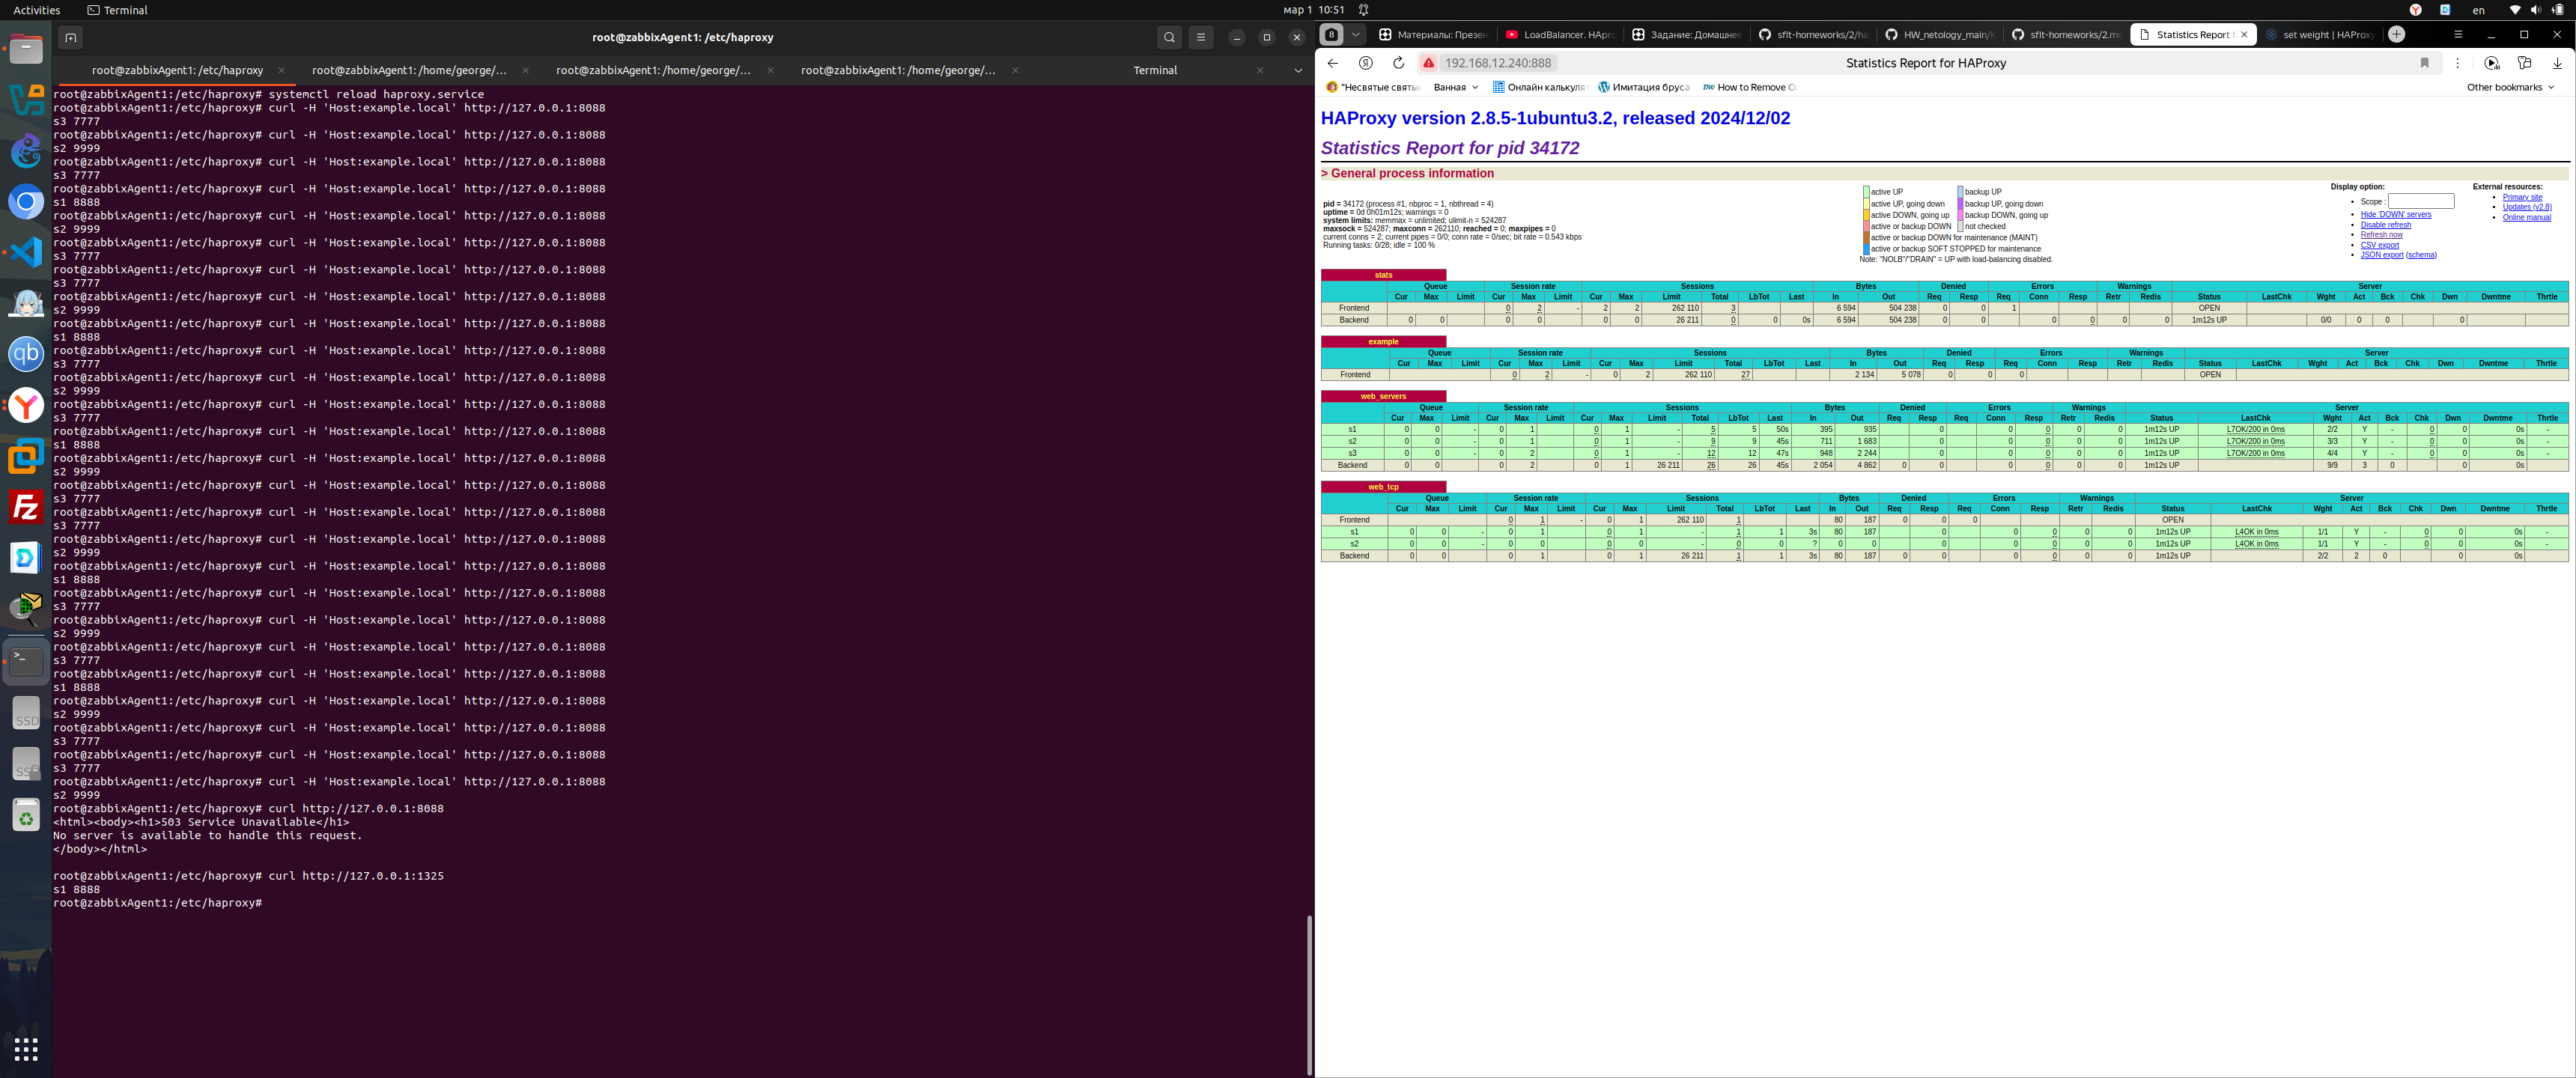 Activities Terminal мар 1 10:51 en
root@zabbixAgent1: /etc/haproxy
root@zabbixAgent1: /etc/haproxy root@zabbixAgent1: /home/george/... root@zabbixAgent1: /home/george/... root@zabbixAgent1: /home/george/... Terminal
root@zabbixAgent1:/etc/haproxy# systemctl reload haproxy.service
root@zabbixAgent1:/etc/haproxy# curl -H 'Host:example.local' http://127.0.0.1:8088
s3 7777
root@zabbixAgent1:/etc/haproxy# curl -H 'Host:example.local' http://127.0.0.1:8088
s2 9999
root@zabbixAgent1:/etc/haproxy# curl -H 'Host:example.local' http://127.0.0.1:8088
s3 7777
root@zabbixAgent1:/etc/haproxy# curl -H 'Host:example.local' http://127.0.0.1:8088
s1 8888
root@zabbixAgent1:/etc/haproxy# curl -H 'Host:example.local' http://127.0.0.1:8088
s2 9999
root@zabbixAgent1:/etc/haproxy# curl -H 'Host:example.local' http://127.0.0.1:8088
s3 7777
root@zabbixAgent1:/etc/haproxy# curl -H 'Host:example.local' http://127.0.0.1:8088
s3 7777
root@zabbixAgent1:/etc/haproxy# curl -H 'Host:example.local' http://127.0.0.1:8088
s2 9999
root@zabbixAgent1:/etc/haproxy# curl -H 'Host:example.local' http://127.0.0.1:8088
s1 8888
root@zabbixAgent1:/etc/haproxy# curl -H 'Host:example.local' http://127.0.0.1:8088
s3 7777
root@zabbixAgent1:/etc/haproxy# curl -H 'Host:example.local' http://127.0.0.1:8088
s2 9999
root@zabbixAgent1:/etc/haproxy# curl -H 'Host:example.local' http://127.0.0.1:8088
s3 7777
root@zabbixAgent1:/etc/haproxy# curl -H 'Host:example.local' http://127.0.0.1:8088
s1 8888
root@zabbixAgent1:/etc/haproxy# curl -H 'Host:example.local' http://127.0.0.1:8088
s2 9999
root@zabbixAgent1:/etc/haproxy# curl -H 'Host:example.local' http://127.0.0.1:8088
s3 7777
root@zabbixAgent1:/etc/haproxy# curl -H 'Host:example.local' http://127.0.0.1:8088
s3 7777
root@zabbixAgent1:/etc/haproxy# curl -H 'Host:example.local' http://127.0.0.1:8088
s2 9999
root@zabbixAgent1:/etc/haproxy# curl -H 'Host:example.local' http://127.0.0.1:8088
s1 8888
root@zabbixAgent1:/etc/haproxy# curl -H 'Host:example.local' http://127.0.0.1:8088
s3 7777
root@zabbixAgent1:/etc/haproxy# curl -H 'Host:example.local' http://127.0.0.1:8088
s2 9999
root@zabbixAgent1:/etc/haproxy# curl -H 'Host:example.local' http://127.0.0.1:8088
s3 7777
root@zabbixAgent1:/etc/haproxy# curl -H 'Host:example.local' http://127.0.0.1:8088
s1 8888
root@zabbixAgent1:/etc/haproxy# curl -H 'Host:example.local' http://127.0.0.1:8088
s2 9999
root@zabbixAgent1:/etc/haproxy# curl -H 'Host:example.local' http://127.0.0.1:8088
s3 7777
root@zabbixAgent1:/etc/haproxy# curl -H 'Host:example.local' http://127.0.0.1:8088
s3 7777
root@zabbixAgent1:/etc/haproxy# curl -H 'Host:example.local' http://127.0.0.1:8088
s2 9999
root@zabbixAgent1:/etc/haproxy# curl http://127.0.0.1:8088
<html><body><h1>503 Service Unavailable</h1>
No server is available to handle this request.
</body></html>
root@zabbixAgent1:/etc/haproxy# curl http://127.0.0.1:1325
s1 8888
root@zabbixAgent1:/etc/haproxy#
8 Материалы: Презен LoadBalancer. HApro Задание: Домашне sflt-homeworks/2/ha HW_netology_main/K sflt-homeworks/2.mo Statistics Report f set weight | HAProxy
192.168.12.240:888 Statistics Report for HAProxy
"Несвятые святы Ванная Онлайн калькуля Имитация бруса How to Remove O Other bookmarks
HAProxy version 2.8.5-1ubuntu3.2, released 2024/12/02
Statistics Report for pid 34172
> General process information
pid = 34172 (process #1, nbproc = 1, nbthread = 4)
uptime = 0d 0h01m12s; warnings = 0
system limits: memmax = unlimited; ulimit-n = 524287
maxsock = 524287; maxconn = 262110; reached = 0; maxpipes = 0
current conns = 2; current pipes = 0/0; conn rate = 0/sec; bit rate = 0.543 kbps
Running tasks: 0/28; idle = 100 %
active UP backup UP
active UP, going down backup UP, going down
active DOWN, going up backup DOWN, going up
active or backup DOWN not checked
active or backup DOWN for maintenance (MAINT)
active or backup SOFT STOPPED for maintenance
Note: "NOLB"/"DRAIN" = UP with load-balancing disabled.
Display option:
Scope :
Hide 'DOWN' servers
Disable refresh
Refresh now
CSV export
JSON export (schema)
External resources:
Primary site
Updates (v2.8)
Online manual
stats
Queue Session rate Sessions Bytes Denied Errors Warnings Server
Cur Max Limit Cur Max Limit Cur Max Limit Total LbTot Last In Out Req Resp Req Conn Resp Retr Redis Status LastChk Wght Act Bck Chk Dwn Dwntme Thrtle
Frontend 0 2 - 2 2 262 110 3 6 594 504 238 0 0 1 OPEN
Backend 0 0 0 0 0 0 26 211 0 0 0s 6 594 504 238 0 0 0 0 0 0 1m12s UP 0/0 0 0 0
example
Queue Session rate Sessions Bytes Denied Errors Warnings Server
Cur Max Limit Cur Max Limit Cur Max Limit Total LbTot Last In Out Req Resp Req Conn Resp Retr Redis Status LastChk Wght Act Bck Chk Dwn Dwntme Thrtle
Frontend 0 2 - 0 2 262 110 27 2 134 5 078 0 0 0 OPEN
web_servers
Queue Session rate Sessions Bytes Denied Errors Warnings Server
Cur Max Limit Cur Max Limit Cur Max Limit Total LbTot Last In Out Req Resp Req Conn Resp Retr Redis Status LastChk Wght Act Bck Chk Dwn Dwntme Thrtle
s1 0 0 - 0 1 0 1 - 5 5 50s 395 935 0 0 0 0 0 1m12s UP L7OK/200 in 0ms 2/2 Y - 0 0 0s -
s2 0 0 - 0 1 0 1 - 9 9 45s 711 1 683 0 0 0 0 0 1m12s UP L7OK/200 in 0ms 3/3 Y - 0 0 0s -
s3 0 0 - 0 2 0 1 - 12 12 47s 948 2 244 0 0 0 0 0 1m12s UP L7OK/200 in 0ms 4/4 Y - 0 0 0s -
Backend 0 0 0 2 0 1 26 211 26 26 45s 2 054 4 862 0 0 0 0 0 0 1m12s UP 9/9 3 0 0 0s
web_tcp
Queue Session rate Sessions Bytes Denied Errors Warnings Server
Cur Max Limit Cur Max Limit Cur Max Limit Total LbTot Last In Out Req Resp Req Conn Resp Retr Redis Status LastChk Wght Act Bck Chk Dwn Dwntme Thrtle
Frontend 0 1 - 0 1 262 110 1 80 187 0 0 0 OPEN
s1 0 0 - 0 1 0 1 - 1 1 3s 80 187 0 0 0 0 0 1m12s UP L4OK in 0ms 1/1 Y - 0 0 0s -
s2 0 0 - 0 0 0 0 - 0 0 ? 0 0 0 0 0 0 0 1m12s UP L4OK in 0ms 1/1 Y - 0 0 0s -
Backend 0 0 0 1 0 1 26 211 1 1 3s 80 187 0 0 0 0 0 0 1m12s UP 2/2 2 0 0 0s